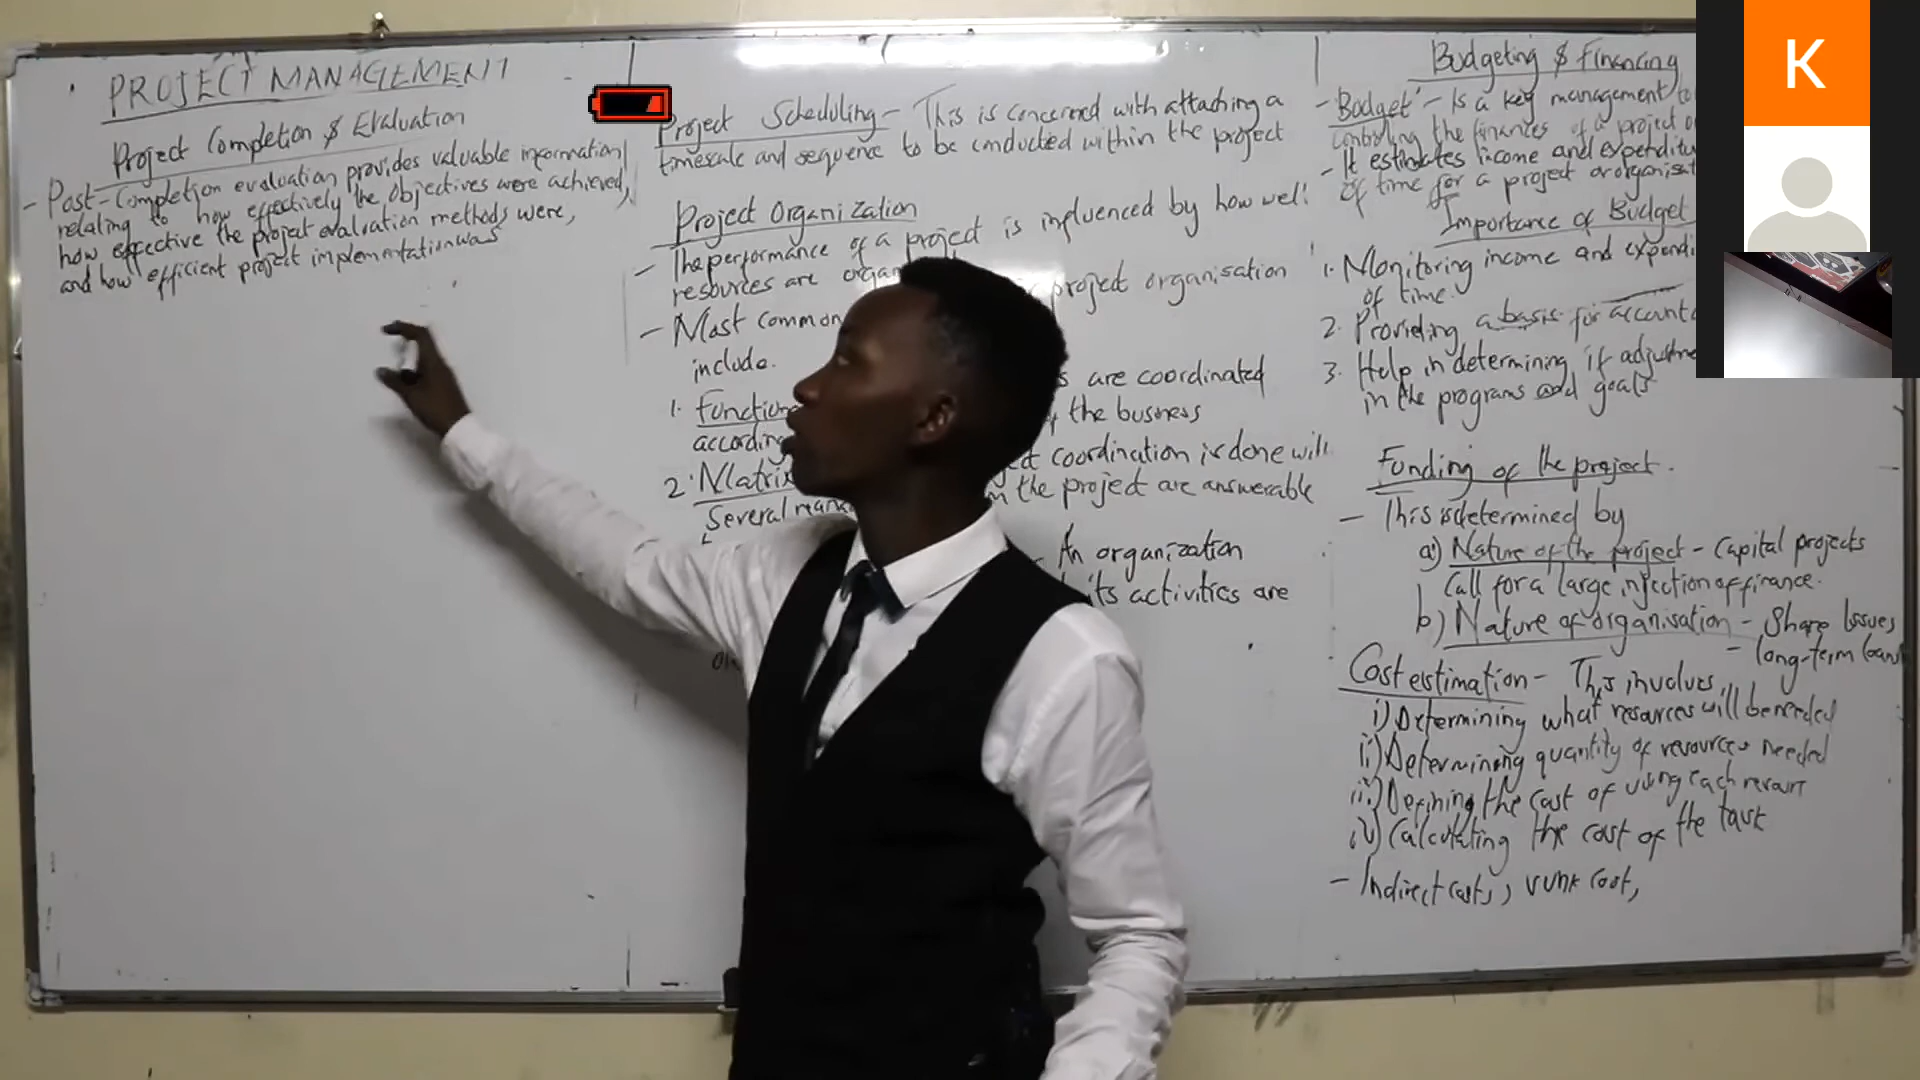 PROJECT MANAGEMENT
Project Completion & Evaluation
- Post-Completion evaluation provides valuable information
relating to how effectively the objectives were achieved,
how effective the project evaluation methods were,
and how efficient project implementation was
Project Scheduling - This is concerned with attaching a
timescale and sequence to be conducted within the project
Project Organization
- The performance of a project is influenced by how well
resources are
project organisation
- Most common
include.
1. Function
s are coordinated
according
the business
2. Matrix
coordination is done will
Several
the project are answerable
- An organization
its activities are
Budgeting & Financing
- Budget - Is a key management
controlling the finances of a project
- It estimates income and
of time for a project or
Importance of Budget
1. Monitoring income and
of time.
2. Providing a basis for
3. Help in determining if
in the programs and goals
Funding of the project.
- This is determined by
a) Nature of the project - Capital projects
Call for a large injection of finance.
b) Nature of organisation - Share Issues
- long-term loans
Cost estimation - This involves
i) Determining what resources will be needed
ii) Determining quantity of resources needed
iii) Defining the cost of using each
iv) Calculating the cost of the task
- Indirect costs, sunk cost,
K